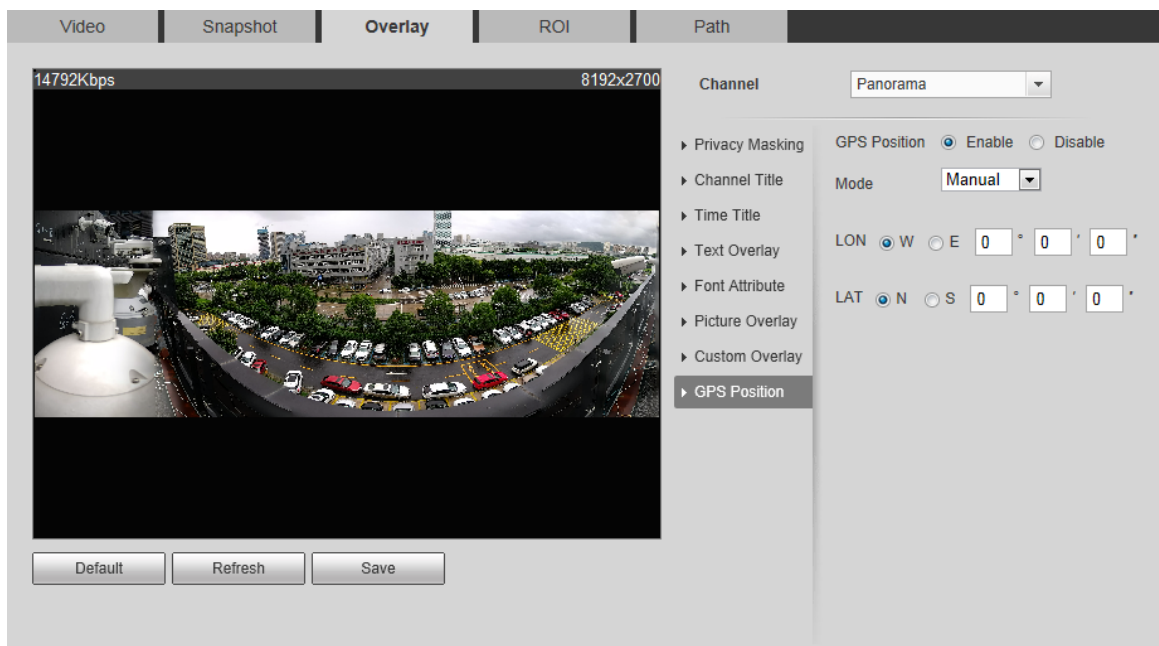 Video Snapshot Overlay ROI Path
14792Kbps 8192x2700
Channel Panorama
Privacy Masking
Channel Title
Time Title
Text Overlay
Font Attribute
Picture Overlay
Custom Overlay
GPS Position
GPS Position Enable Disable
Mode Manual
LON W E 0 ° 0 ' 0 "
LAT N S 0 ° 0 ' 0 "
Default Refresh Save